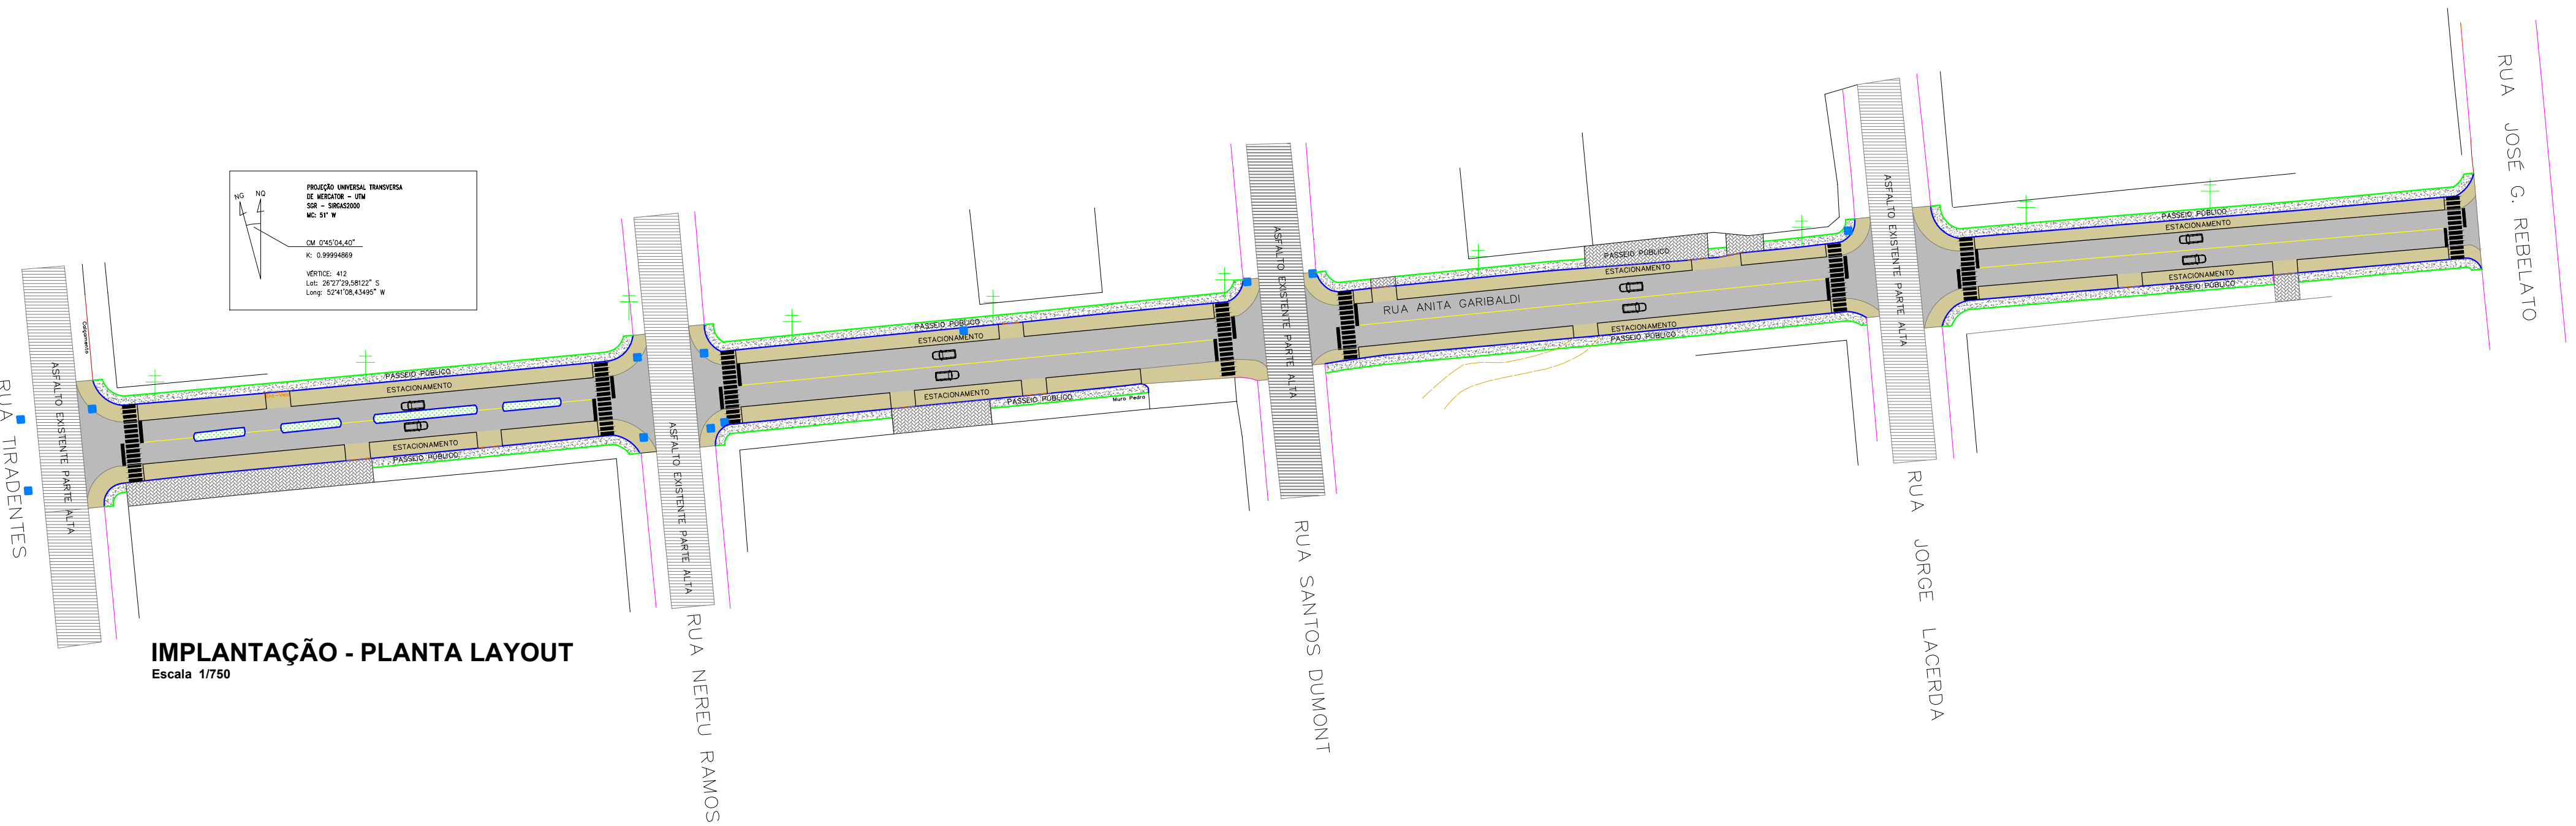 NG
NQ
PROJEÇÃO UNIVERSAL TRANSVERSA
DE MERCATOR - UTM
SGR - SIRGAS2000
MC: 51° W
CM 0°45'04,40"
K: 0.99994869
VÉRTICE: 412
Lat: 26°27'29,58122" S
Long: 52°41'08,43495" W
RUA TIRADENTES
ASFALTO EXISTENTE PARTE ALTA
Calçamento
PASSEIO PÚBLICO
ESTACIONAMENTO
ESTACIONAMENTO
PASSEIO PÚBLICO
ASFALTO EXISTENTE PARTE ALTA
RUA NEREU RAMOS
PASSEIO PÚBLICO
ESTACIONAMENTO
ESTACIONAMENTO
PASSEIO PÚBLICO
Muro Pedra
ASFALTO EXISTENTE PARTE ALTA
RUA SANTOS DUMONT
PASSEIO PÚBLICO
ESTACIONAMENTO
RUA ANITA GARIBALDI
ESTACIONAMENTO
PASSEIO PÚBLICO
ASFALTO EXISTENTE PARTE ALTA
RUA JORGE LACERDA
PASSEIO PÚBLICO
ESTACIONAMENTO
ESTACIONAMENTO
PASSEIO PÚBLICO
RUA JOSÉ G. REBELATO
IMPLANTAÇÃO - PLANTA LAYOUT
Escala 1/750